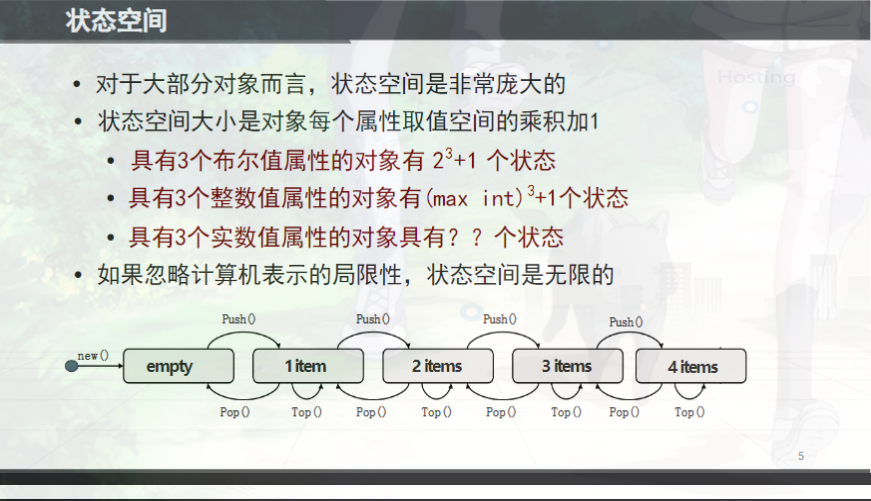 状态空间
Hosting
• 对于大部分对象而言，状态空间是非常庞大的
• 状态空间大小是对象每个属性取值空间的乘积加1
• 具有3个布尔值属性的对象有 2³+1 个状态
• 具有3个整数值属性的对象有(max int)³+1个状态
• 具有3个实数值属性的对象具有？？个状态
• 如果忽略计算机表示的局限性，状态空间是无限的
Push() Push() Push() Push()
new() empty 1 item 2 items 3 items 4 items
Pop() Top() Pop() Top() Pop() Top() Pop() Top()
5